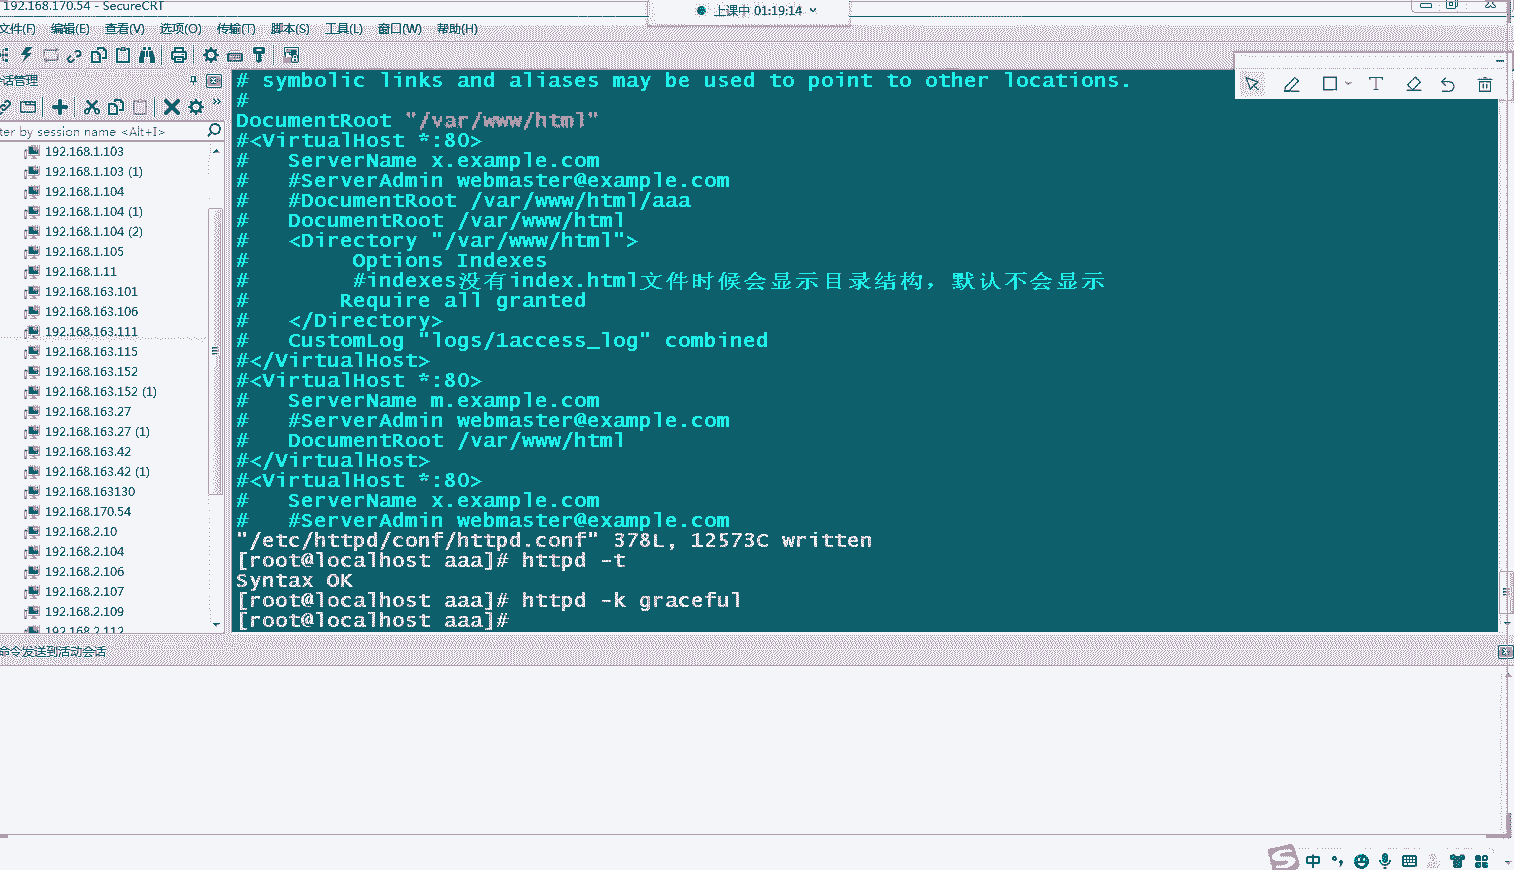 192.168.170.54 - SecureCRT
上课中 01:19:14
文件(F) 编辑(E) 查看(V) 选项(O) 传输(T) 脚本(S) 工具(L) 窗口(W) 帮助(H)
话管理
ter by session name <Alt+I>
192.168.1.103
192.168.1.103 (1)
192.168.1.104
192.168.1.104 (1)
192.168.1.104 (2)
192.168.1.105
192.168.1.11
192.168.163.101
192.168.163.106
192.168.163.111
192.168.163.115
192.168.163.152
192.168.163.152 (1)
192.168.163.27
192.168.163.27 (1)
192.168.163.42
192.168.163.42 (1)
192.168.163130
192.168.170.54
192.168.2.10
192.168.2.104
192.168.2.106
192.168.2.107
192.168.2.109
192.168.2.112
# symbolic links and aliases may be used to point to other locations.
#
DocumentRoot "/var/www/html"
#<VirtualHost *:80>
#   ServerName x.example.com
#   #ServerAdmin webmaster@example.com
#   #DocumentRoot /var/www/html/aaa
#   DocumentRoot /var/www/html
#   <Directory "/var/www/html">
#        Options Indexes
#        #indexes没有index.html文件时候会显示目录结构，默认不会显示
#       Require all granted
#   </Directory>
#   CustomLog "logs/1access_log" combined
#</VirtualHost>
#<VirtualHost *:80>
#   ServerName m.example.com
#   #ServerAdmin webmaster@example.com
#   DocumentRoot /var/www/html
#</VirtualHost>
#<VirtualHost *:80>
#   ServerName x.example.com
#   #ServerAdmin webmaster@example.com
"/etc/httpd/conf/httpd.conf" 378L, 12573C written
[root@localhost aaa]# httpd -t
Syntax OK
[root@localhost aaa]# httpd -k graceful
[root@localhost aaa]#
命令发送到活动会话
中